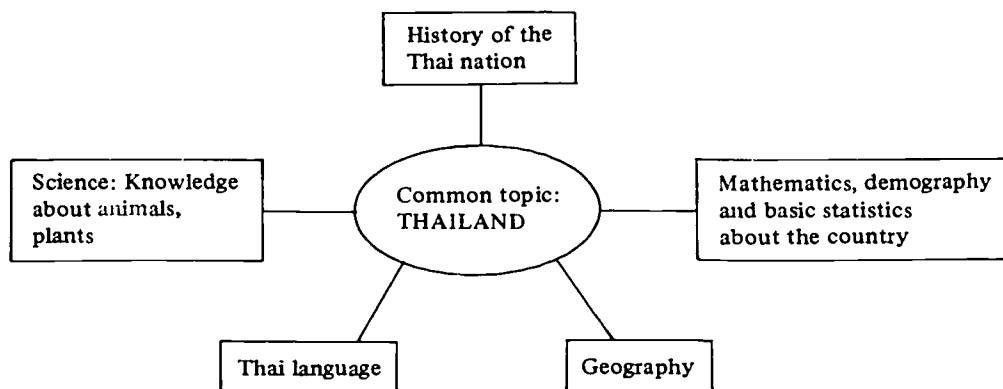 History of the
Thai nation
Science: Knowledge
about animals,
plants
Common topic:
THAILAND
Mathematics, demography
and basic statistics
about the country
Thai language
Geography